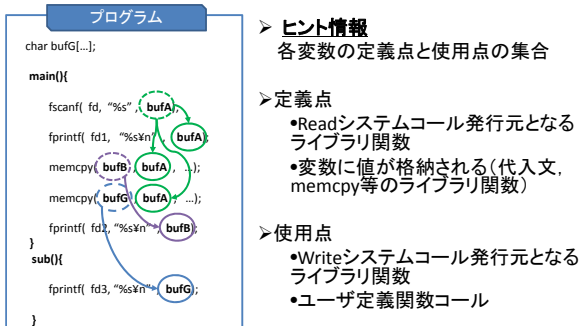 プログラム
char bufG[…];
main(){
fscanf( fd, “%s” , bufA);
fprintf( fd1, “%s¥n” , bufA);
memcpy( bufB, bufA , …);
memcpy( bufG, bufA , …);
fprintf( fd2, “%s¥n” , bufB);
}
sub(){
fprintf( fd3, “%s¥n” , bufG);
}
➢ ヒント情報
各変数の定義点と使用点の集合
➢定義点
•Readシステムコール発行元となる
ライブラリ関数
•変数に値が格納される(代入文,
memcpy等のライブラリ関数)
➢使用点
•Writeシステムコール発行元となる
ライブラリ関数
•ユーザ定義関数コール